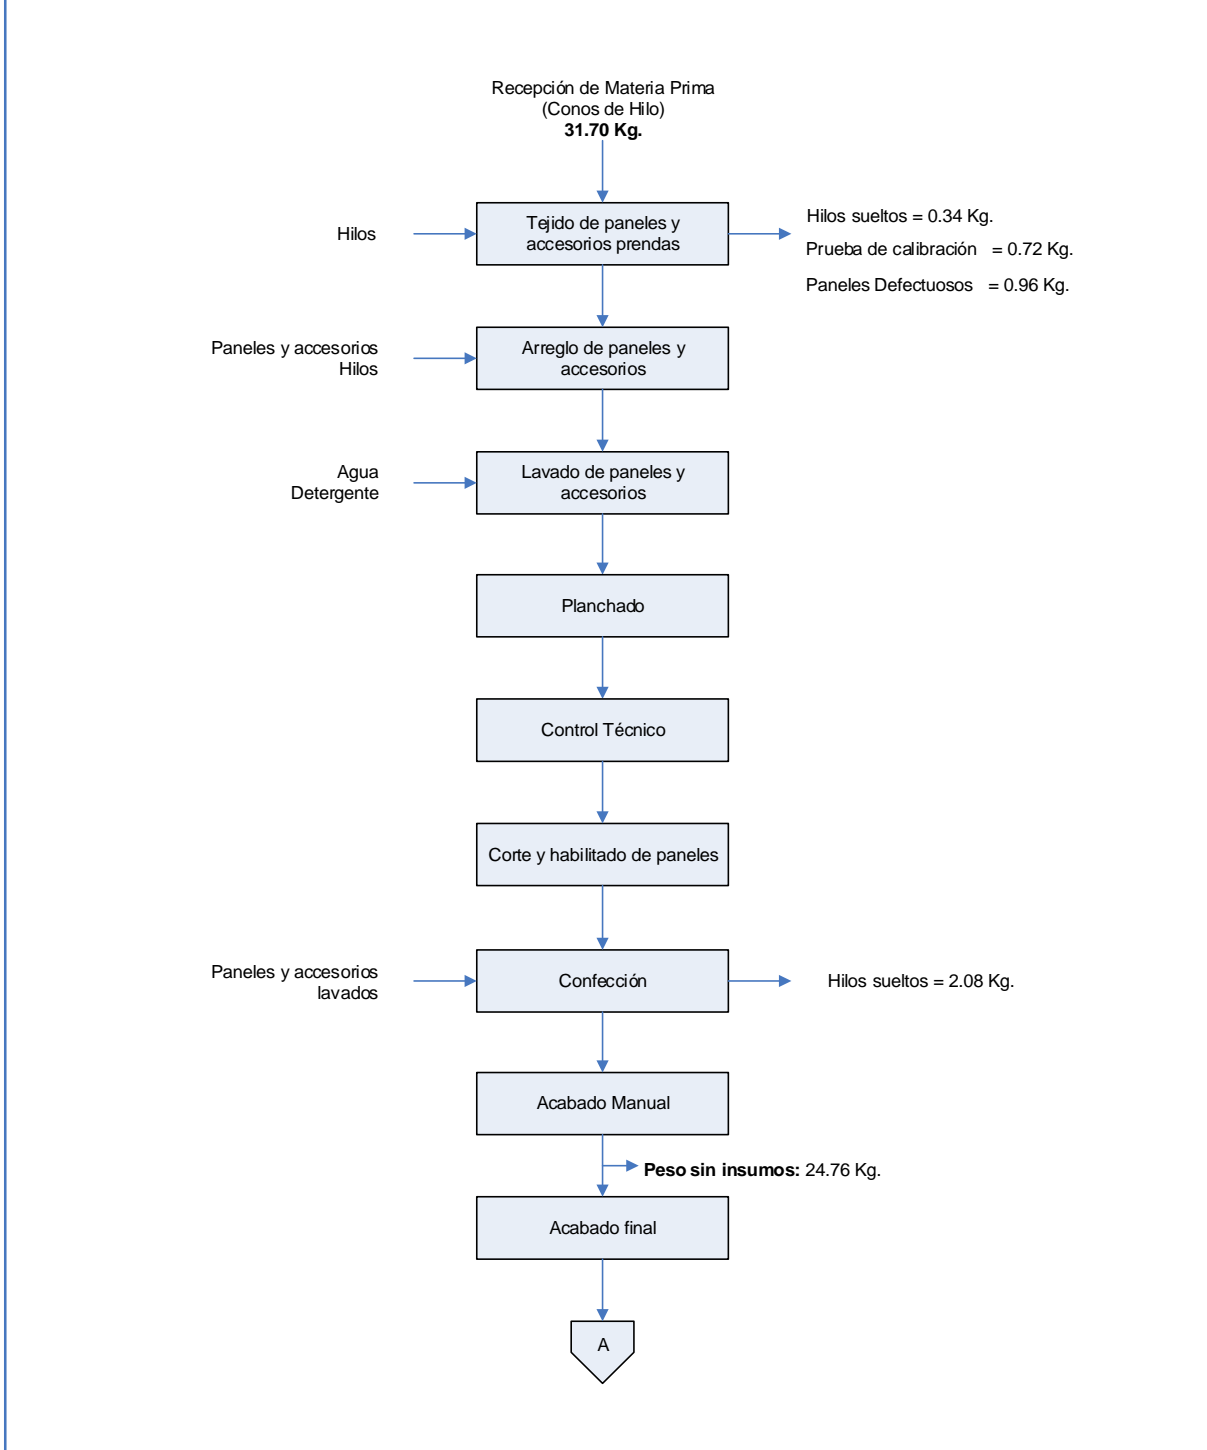 Recepción de Materia Prima
(Conos de Hilo)
31.70 Kg.
Hilos
Tejido de paneles y
accesorios prendas
Hilos sueltos = 0.34 Kg.
Prueba de calibración = 0.72 Kg.
Paneles Defectuosos = 0.96 Kg.
Paneles y accesorios
Hilos
Arreglo de paneles y
accesorios
Agua
Detergente
Lavado de paneles y
accesorios
Planchado
Control Técnico
Corte y habilitado de paneles
Paneles y accesorios
lavados
Confección
Hilos sueltos = 2.08 Kg.
Acabado Manual
Peso sin insumos: 24.76 Kg.
Acabado final
A